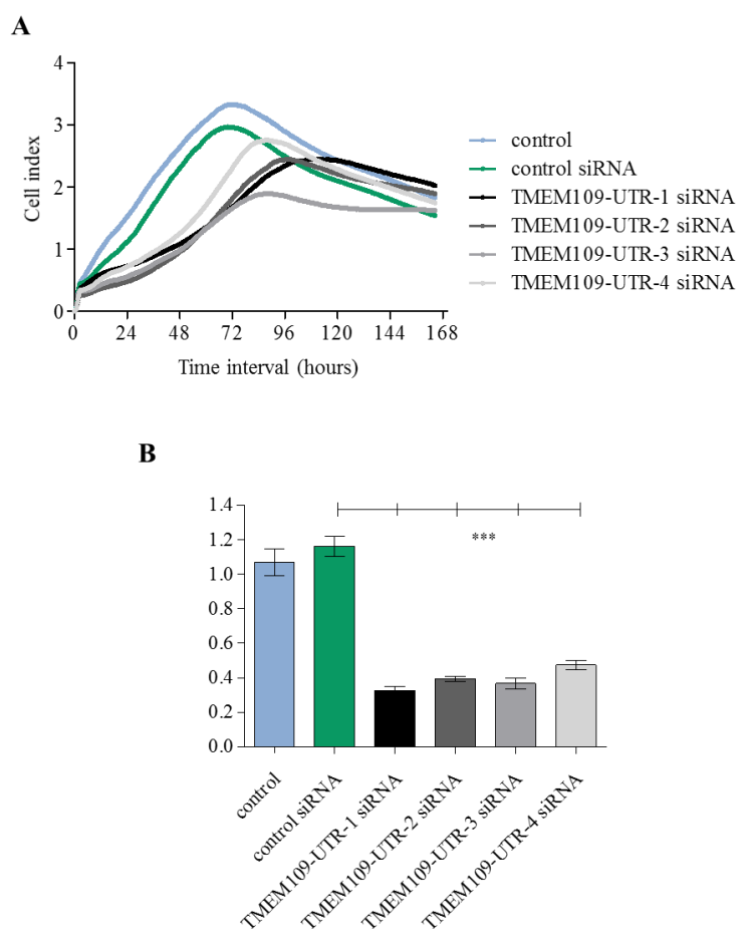 A
4
3
2
1
0
Cell index
0 24 48 72 96 120 144 168
Time interval (hours)
control
control siRNA
TMEM109-UTR-1 siRNA
TMEM109-UTR-2 siRNA
TMEM109-UTR-3 siRNA
TMEM109-UTR-4 siRNA
B
1.4
1.2
1.0
0.8
0.6
0.4
0.2
0.0
***
control
control siRNA
TMEM109-UTR-1 siRNA
TMEM109-UTR-2 siRNA
TMEM109-UTR-3 siRNA
TMEM109-UTR-4 siRNA